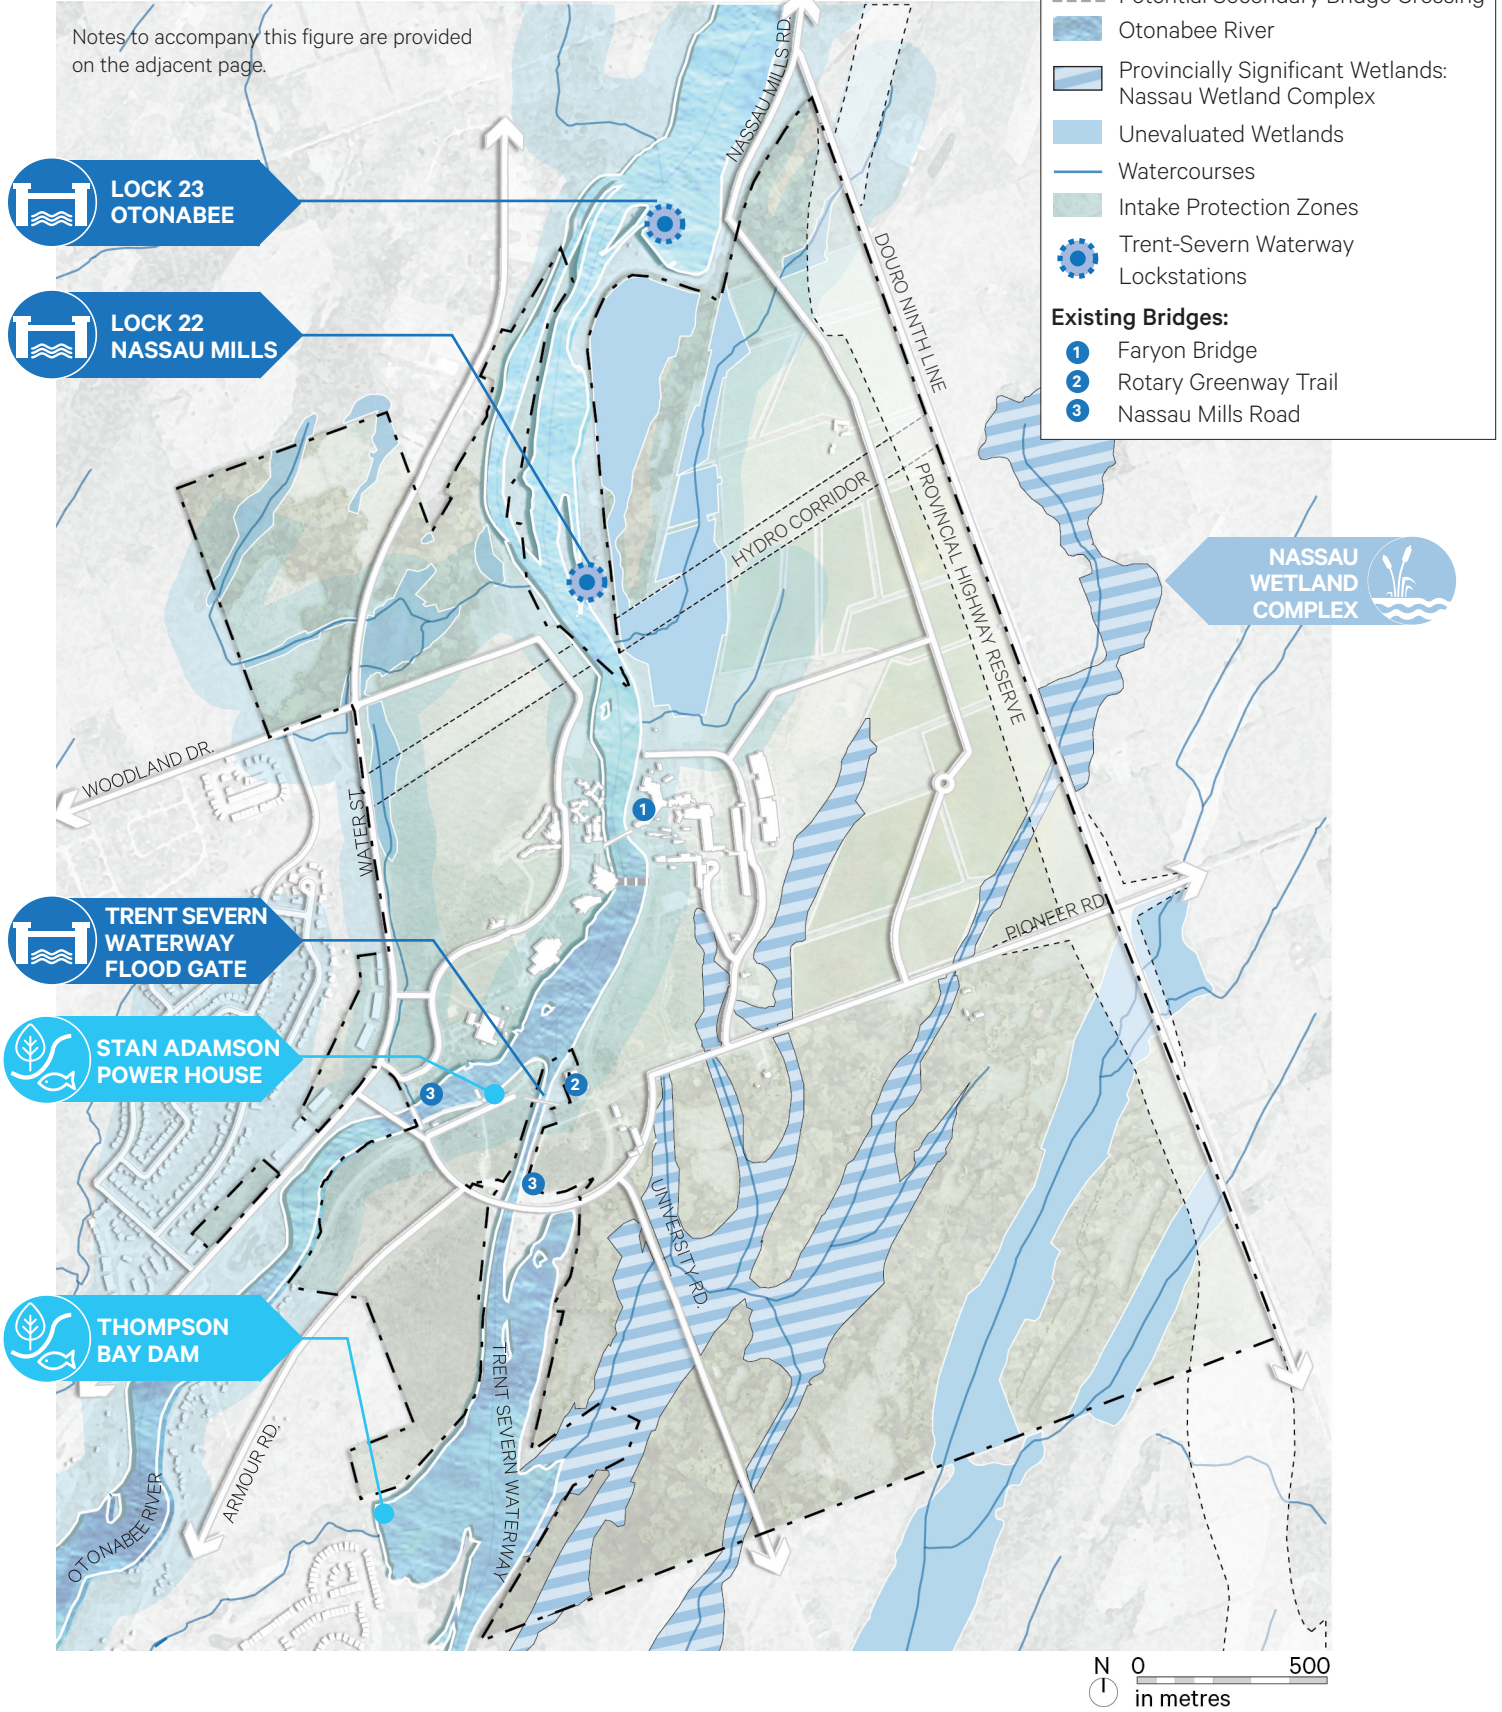 Potential Secondary Bridge Crossing
Notes to accompany this figure are provided
on the adjacent page.
Otonabee River
Provincially Significant Wetlands:
Nassau Wetland Complex
Unevaluated Wetlands
Watercourses
Intake Protection Zones
Trent-Severn Waterway
Lockstations
Existing Bridges:
1 Faryon Bridge
2 Rotary Greenway Trail
3 Nassau Mills Road
NASSAU MILLS RD.
LOCK 23
OTONABEE
DOURO NINTH LINE
LOCK 22
NASSAU MILLS
HYDRO CORRIDOR
PROVINCIAL HIGHWAY RESERVE
NASSAU
WETLAND
COMPLEX
WOODLAND DR.
WATER ST.
1
TRENT SEVERN
WATERWAY
FLOOD GATE
PIONEER RD.
STAN ADAMSON
POWER HOUSE
3
2
3
UNIVERSITY RD.
THOMPSON
BAY DAM
TRENT SEVERN WATERWAY
ARMOUR RD.
OTONABEE RIVER
N
0 500
in metres